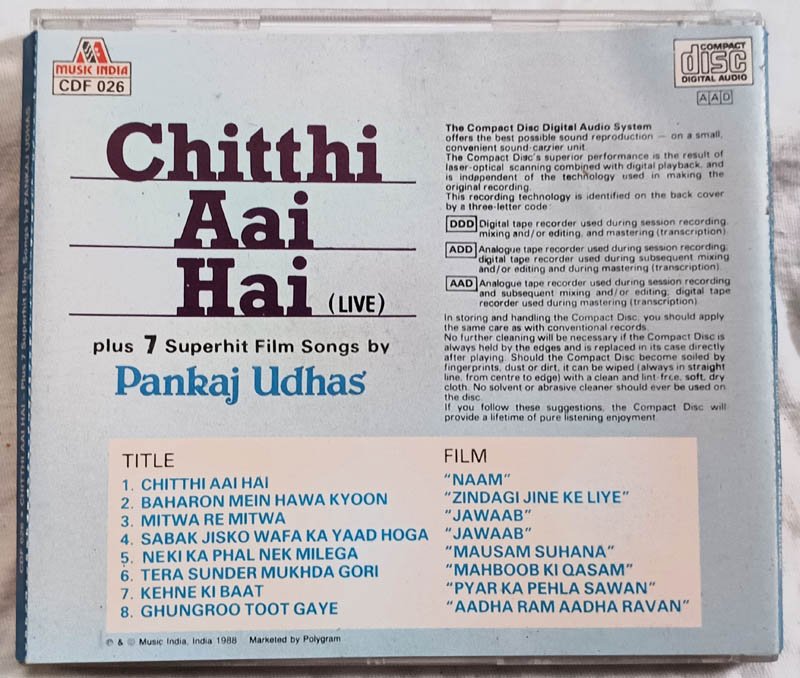 MUSIC INDIA
CDF 026
COMPACT
disc
DIGITAL AUDIO
AAD
Chitthi
Aai
Hai (LIVE)
plus 7 Superhit Film Songs by
Pankaj Udhas
The Compact Disc Digital Audio System
offers the best possible sound reproduction — on a small,
convenient sound-carrier unit.
The Compact Disc's superior performance is the result of
laser-optical scanning combined with digital playback, and
is independent of the technology used in making the
original recording.
This recording technology is identified on the back cover
by a three-letter code:
DDD Digital tape recorder used during session recording,
mixing and/or editing, and mastering (transcription).
ADD Analogue tape recorder used during session recording;
digital tape recorder used during subsequent mixing
and/or editing and during mastering (transcription).
AAD Analogue tape recorder used during session recording
and subsequent mixing and/or editing; digital tape
recorder used during mastering (transcription).
In storing and handling the Compact Disc, you should apply
the same care as with conventional records.
No further cleaning will be necessary if the Compact Disc is
always held by the edges and is replaced in its case directly
after playing. Should the Compact Disc become soiled by
fingerprints, dust or dirt, it can be wiped (always in straight
line, from centre to edge) with a clean and lint-free, soft, dry
cloth. No solvent or abrasive cleaner should ever be used on
the disc.
If you follow these suggestions, the Compact Disc will
provide a lifetime of pure listening enjoyment.
TITLE FILM
1. CHITTHI AAI HAI "NAAM"
2. BAHARON MEIN HAWA KYOON "ZINDAGI JINE KE LIYE"
3. MITWA RE MITWA "JAWAAB"
4. SABAK JISKO WAFA KA YAAD HOGA "JAWAAB"
5. NEKI KA PHAL NEK MILEGA "MAUSAM SUHANA"
6. TERA SUNDER MUKHDA GORI "MAHBOOB KI QASAM"
7. KEHNE KI BAAT "PYAR KA PEHLA SAWAN"
8. GHUNGROO TOOT GAYE "AADHA RAM AADHA RAVAN"
℗ & © Music India, India 1988 Marketed by Polygram
CDF 026 • CHITTHI AAI HAI - Plus 7 Superhit Film Songs by PANKAJ UDHAS